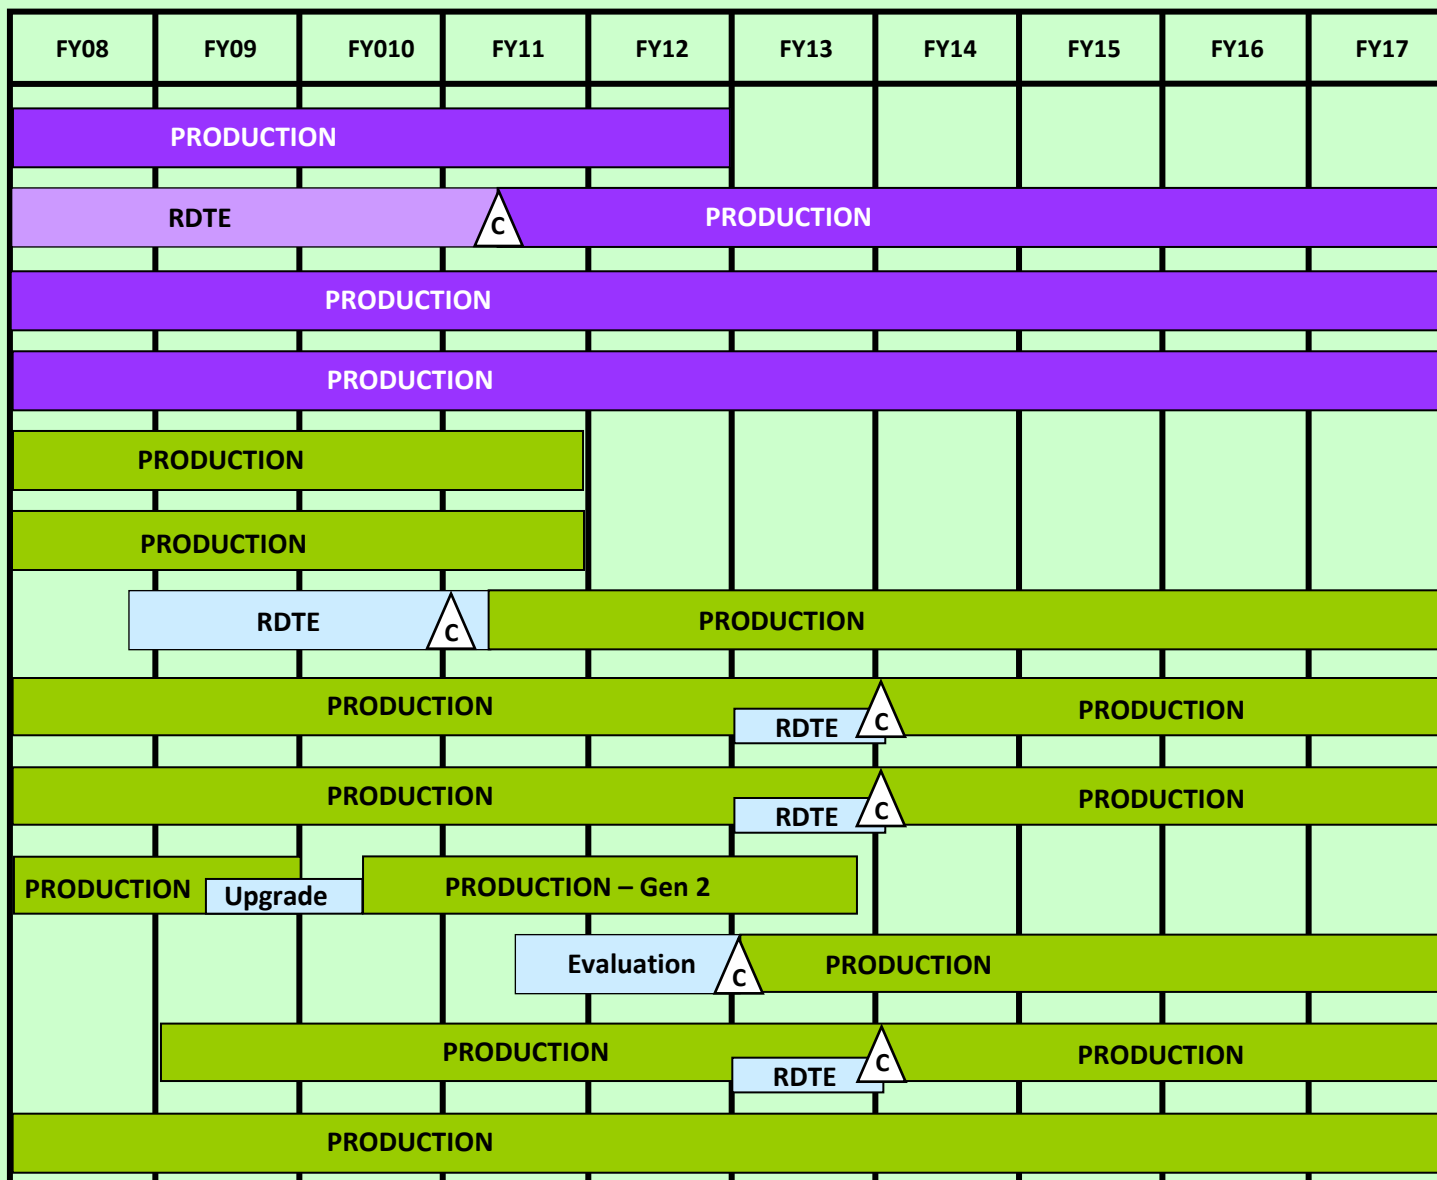 FY08 FY09 FY010 FY11 FY12 FY13 FY14 FY15 FY16 FY17
PRODUCTION
RDTE C PRODUCTION
PRODUCTION
PRODUCTION
PRODUCTION
PRODUCTION
RDTE C PRODUCTION
PRODUCTION RDTE C PRODUCTION
PRODUCTION RDTE C PRODUCTION
PRODUCTION Upgrade PRODUCTION – Gen 2
Evaluation C PRODUCTION
PRODUCTION RDTE C PRODUCTION
PRODUCTION